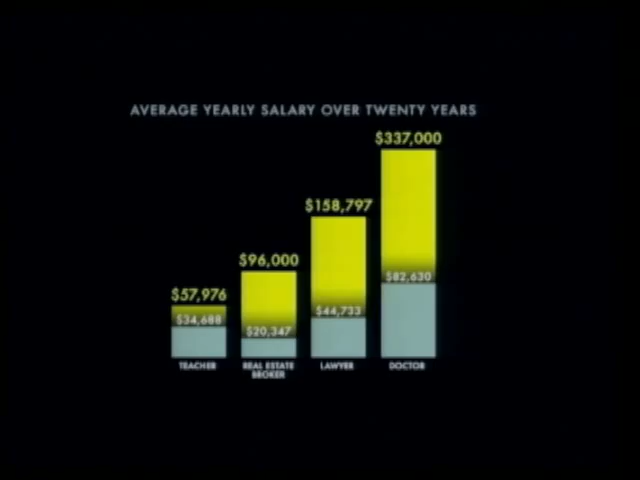 AVERAGE YEARLY SALARY OVER TWENTY YEARS
$337,000
$158,797
$96,000
$57,976
$82,630
$44,733
$34,688
$20,347
TEACHER
REAL ESTATE
BROKER
LAWYER
DOCTOR